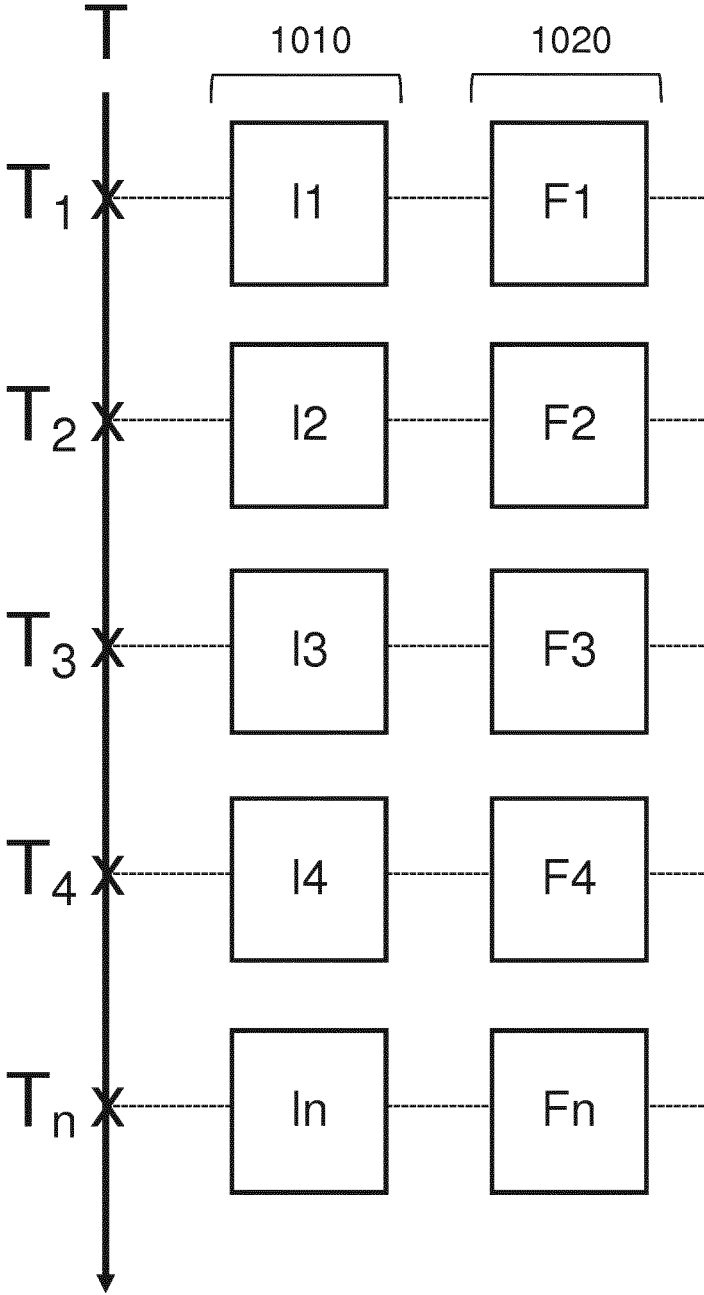 T 1010 1020
T1 X I1 F1
T2 X I2 F2
T3 X I3 F3
T4 X I4 F4
Tn X In Fn